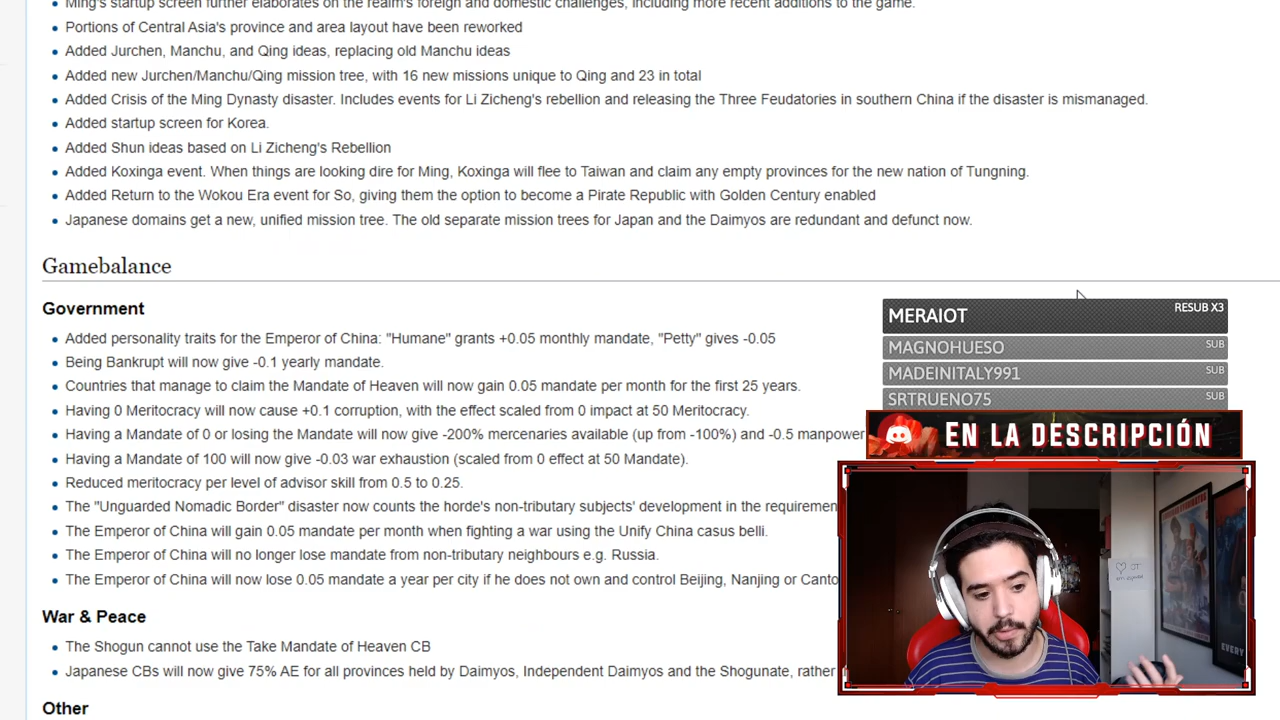 Ming's startup screen further elaborates on the realm's foreign and domestic challenges, including more recent additions to the game.
Portions of Central Asia's province and area layout have been reworked
Added Jurchen, Manchu, and Qing ideas, replacing old Manchu ideas
Added new Jurchen/Manchu/Qing mission tree, with 16 new missions unique to Qing and 23 in total
Added Crisis of the Ming Dynasty disaster. Includes events for Li Zicheng's rebellion and releasing the Three Feudatories in southern China if the disaster is mismanaged.
Added startup screen for Korea.
Added Shun ideas based on Li Zicheng's Rebellion
Added Koxinga event. When things are looking dire for Ming, Koxinga will flee to Taiwan and claim any empty provinces for the new nation of Tungning.
Added Return to the Wokou Era event for So, giving them the option to become a Pirate Republic with Golden Century enabled
Japanese domains get a new, unified mission tree. The old separate mission trees for Japan and the Daimyos are redundant and defunct now.
Gamebalance
Government
Added personality traits for the Emperor of China: "Humane" grants +0.05 monthly mandate, "Petty" gives -0.05
Being Bankrupt will now give -0.1 yearly mandate.
Countries that manage to claim the Mandate of Heaven will now gain 0.05 mandate per month for the first 25 years.
Having 0 Meritocracy will now cause +0.1 corruption, with the effect scaled from 0 impact at 50 Meritocracy.
Having a Mandate of 0 or losing the Mandate will now give -200% mercenaries available (up from -100%) and -0.5 manpower
Having a Mandate of 100 will now give -0.03 war exhaustion (scaled from 0 effect at 50 Mandate).
Reduced meritocracy per level of advisor skill from 0.5 to 0.25.
The "Unguarded Nomadic Border" disaster now counts the horde's non-tributary subjects' development in the requiremen
The Emperor of China will gain 0.05 mandate per month when fighting a war using the Unify China casus belli.
The Emperor of China will no longer lose mandate from non-tributary neighbours e.g. Russia.
The Emperor of China will now lose 0.05 mandate a year per city if he does not own and control Beijing, Nanjing or Canto
War & Peace
The Shogun cannot use the Take Mandate of Heaven CB
Japanese CBs will now give 75% AE for all provinces held by Daimyos, Independent Daimyos and the Shogunate, rather
Other
MERAIOT RESUB X3
MAGNOHUESO SUB
MADEINITALY991 SUB
SRTRUENO75 SUB
EN LA DESCRIPCIÓN
EVERY